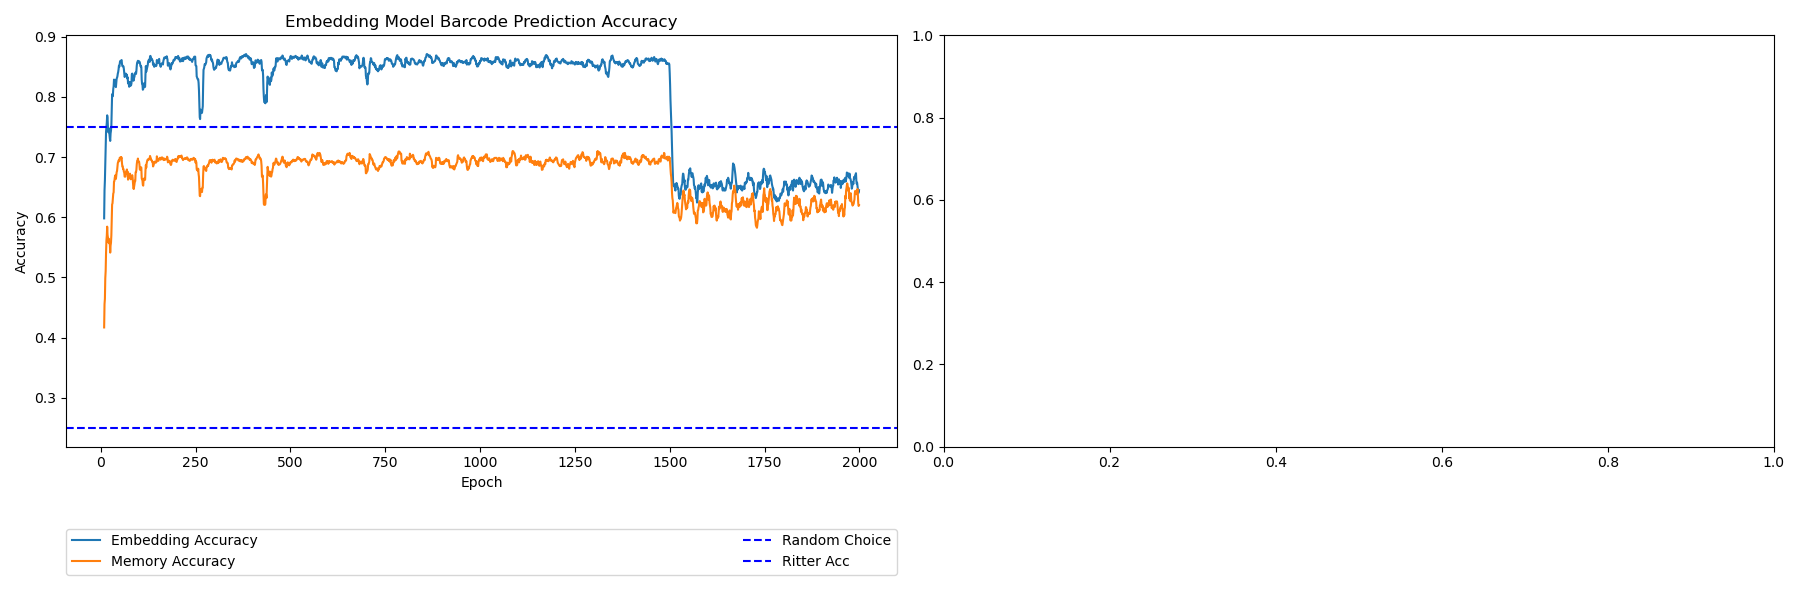 Embedding Model Barcode Prediction Accuracy
0.9
0.8
0.7
0.6
0.5
0.4
0.3
Accuracy
0 250 500 750 1000 1250 1500 1750 2000
Epoch
1.0
0.8
0.6
0.4
0.2
0.0
0.0 0.2 0.4 0.6 0.8 1.0
Embedding Accuracy
Memory Accuracy
Random Choice
Ritter Acc